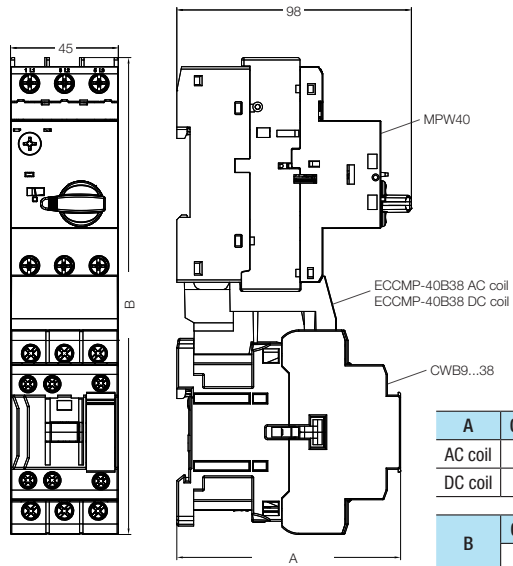 98
45
MPW40
ECCMP-40B38 AC coil
ECCMP-40B38 DC coil
B
CWB9...38
A
AC coil
DC coil
B
A